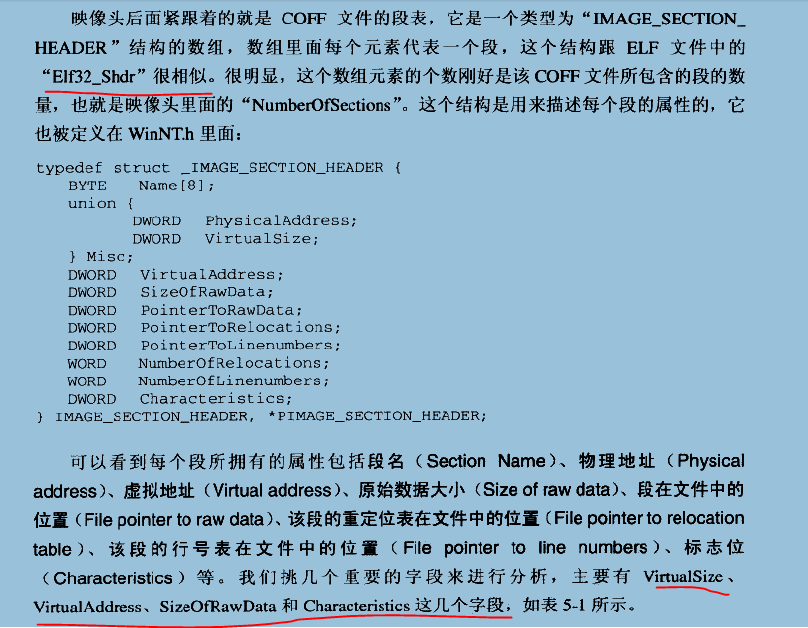 映像头后面紧跟着的就是 COFF 文件的段表，它是一个类型为“IMAGE_SECTION_
HEADER”结构的数组，数组里面每个元素代表一个段，这个结构跟 ELF 文件中的
“Elf32_Shdr”很相似。很明显，这个数组元素的个数刚好是该 COFF 文件所包含的段的数
量，也就是映像头里面的“NumberOfSections”。这个结构是用来描述每个段的属性的，它
也被定义在 WinNT.h 里面：
typedef struct _IMAGE_SECTION_HEADER {
BYTE Name[8];
union {
DWORD PhysicalAddress;
DWORD VirtualSize;
} Misc;
DWORD VirtualAddress;
DWORD SizeOfRawData;
DWORD PointerToRawData;
DWORD PointerToRelocations;
DWORD PointerToLinenumbers;
WORD NumberOfRelocations;
WORD NumberOfLinenumbers;
DWORD Characteristics;
} IMAGE_SECTION_HEADER, *PIMAGE_SECTION_HEADER;
可以看到每个段所拥有的属性包括段名（Section Name）、物理地址（Physical
address）、虚拟地址（Virtual address）、原始数据大小（Size of raw data）、段在文件中的
位置（File pointer to raw data）、该段的重定位表在文件中的位置（File pointer to relocation
table）、该段的行号表在文件中的位置（File pointer to line numbers）、标志位
（Characteristics）等。我们挑几个重要的字段来进行分析，主要有 VirtualSize、
VirtualAddress、SizeOfRawData 和 Characteristics 这几个字段，如表 5-1 所示。